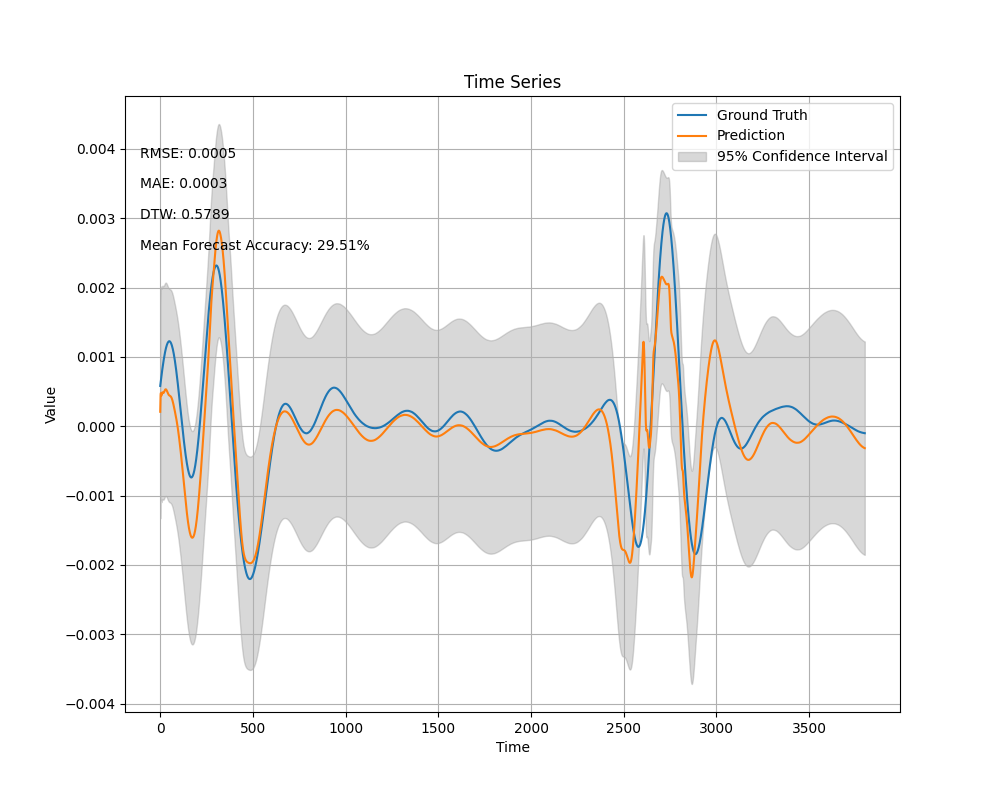 Time Series
Ground Truth
Prediction
95% Confidence Interval
RMSE: 0.0005
MAE: 0.0003
DTW: 0.5789
Mean Forecast Accuracy: 29.51%
0.004
0.003
0.002
0.001
0.000
−0.001
−0.002
−0.003
−0.004
Value
0 500 1000 1500 2000 2500 3000 3500
Time